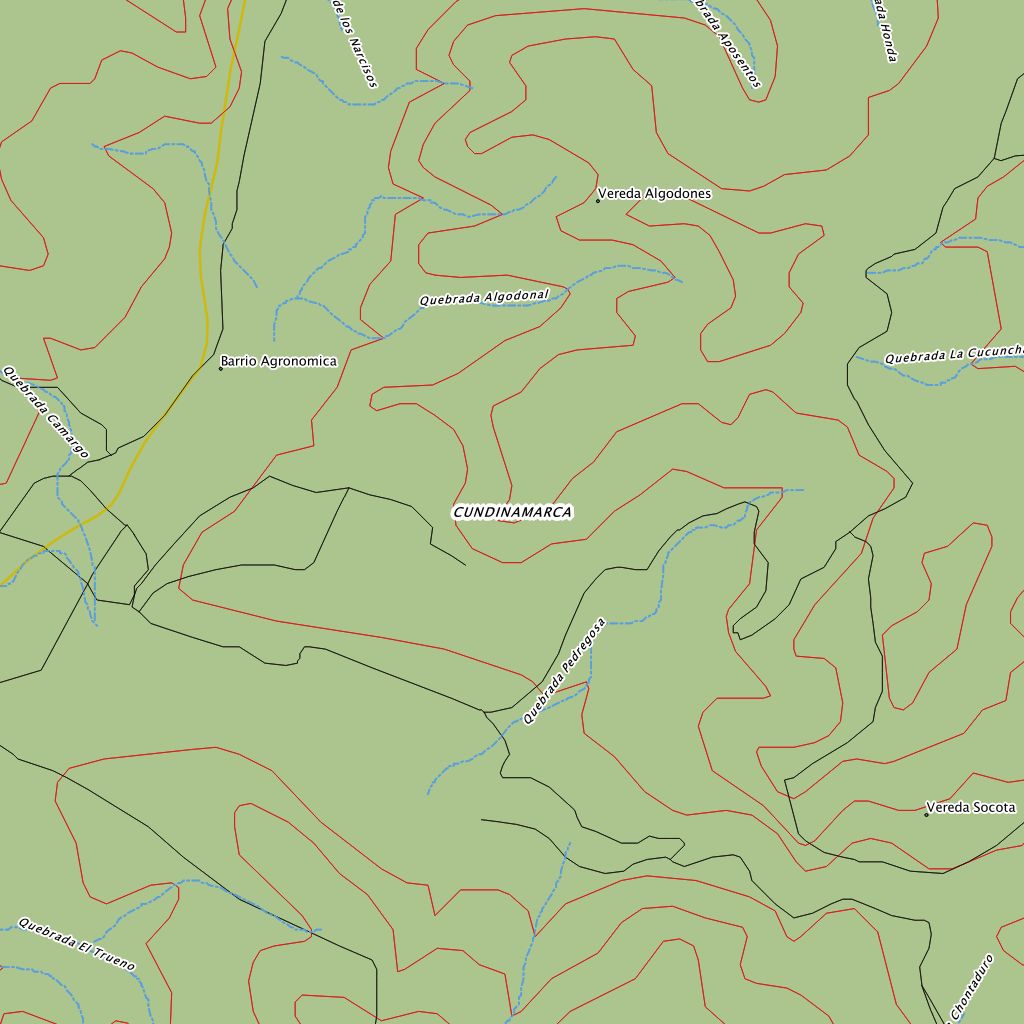 de los Narcisos
brada Aposentos
ada Honda
Vereda Algodones
Quebrada Algodonal
Barrio Agronomica
Quebrada La Cucuncha
Quebrada Camargo
CUNDINAMARCA
Quebrada Pedregosa
Vereda Socota
Quebrada El Trueno
Chontaduro